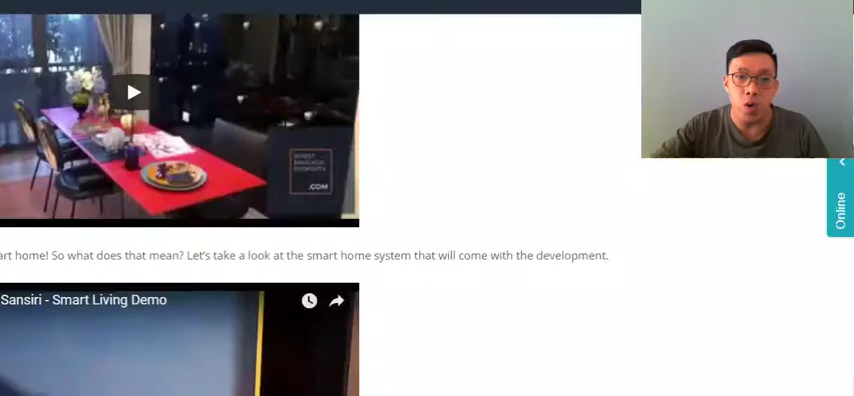 .COM
art home! So what does that mean? Let's take a look at the smart home system that will come with the development.
Online
Sansiri - Smart Living Demo